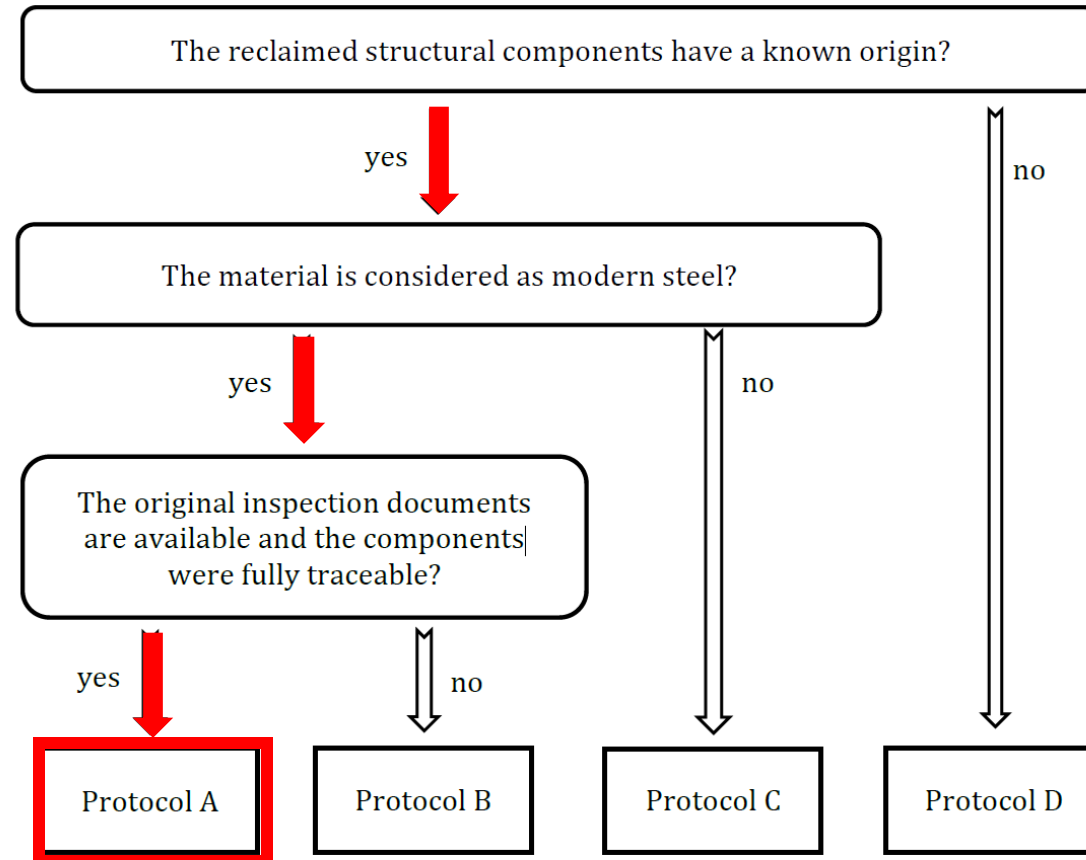 The reclaimed structural components have a known origin?
yes
no
The material is considered as modern steel?
yes
no
The original inspection documents
are available and the components
were fully traceable?
yes
no
Protocol A
Protocol B
Protocol C
Protocol D